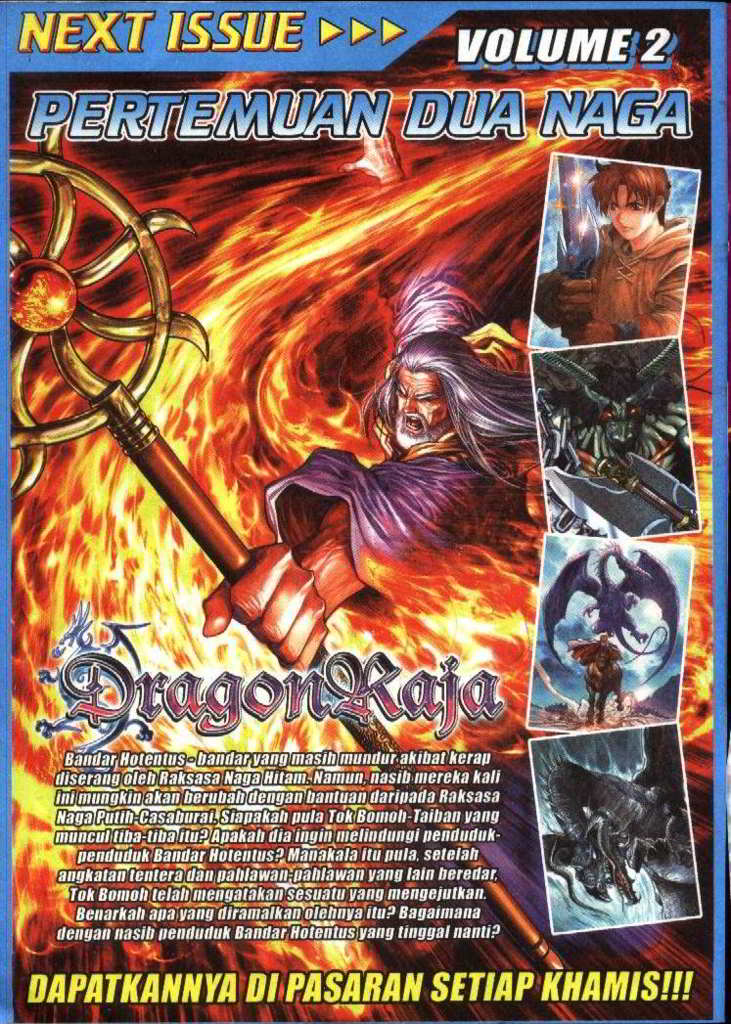 NEXT ISSUE
VOLUME 2
PERTEMUAN DUA NAGA
DragonRaja
Bandar Hotentus - bandar yang masih mundur akibat kerap
diserang oleh Raksasa Naga Hitam. Namun, nasib mereka kali
ini mungkin akan berubah dengan bantuan daripada Raksasa
Naga Putih-Casaburai. Siapakah pula Tok Bomoh-Taiban yang
muncul tiba-tiba itu? Apakah dia ingin melindungi penduduk-
penduduk Bandar Hotentus? Manakala itu pula, setelah
angkatan tentera dan pahlawan-pahlawan yang lain beredar,
Tok Bomoh telah mengatakan sesuatu yang mengejutkan.
Benarkah apa yang diramalkan olehnya itu? Bagaimana
dengan nasib penduduk Bandar Hotentus yang tinggal nanti?
DAPATKANNYA DI PASARAN SETIAP KHAMIS!!!